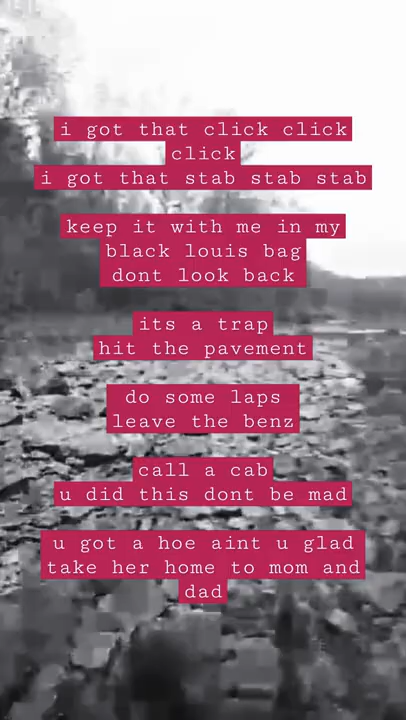 i got that click click
click
i got that stab stab stab
keep it with me in my
black louis bag
dont look back
its a trap
hit the pavement
do some laps
leave the benz
call a cab
u did this dont be mad
u got a hoe aint u glad
take her home to mom and
dad